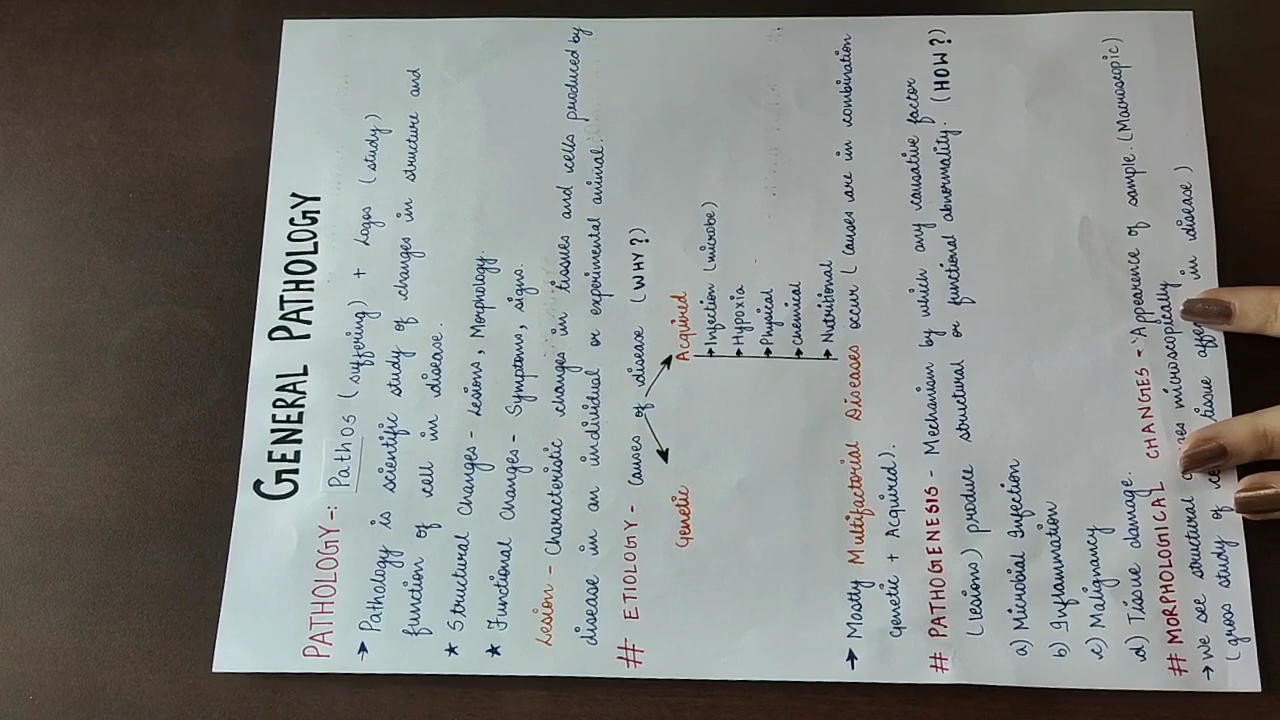 GENERAL PATHOLOGY
PATHOLOGY-: Pathos (suffering) + Logos (study)
→ Pathology is scientific study of changes in structure and
function of cell in disease.
★ Structural Changes - Lesions, Morphology.
★ Functional Changes - Symptoms, signs.
Lesion - Characteristic changes in tissues and cells produced by
disease in an individual or experimental animal.
# ETIOLOGY - Causes of disease (WHY?)
Genetic Acquired
→ Infection (microbe)
→ Hypoxia
→ Physical
→ Chemical
→ Nutritional
→ Mostly Multifactorial Diseases occur (causes are in combination
Genetic + Acquired).
# PATHOGENESIS - Mechanism by which any causative factor
(lesions) produce structural or functional abnormality. (HOW?)
a) Microbial Infection
b) Inflammation
c) Malignancy
d) Tissue damage.
# MORPHOLOGICAL CHANGES - Appearence of sample. (Macroscopic)
→ We see structural microscopically
(gross study of tissue in disease)